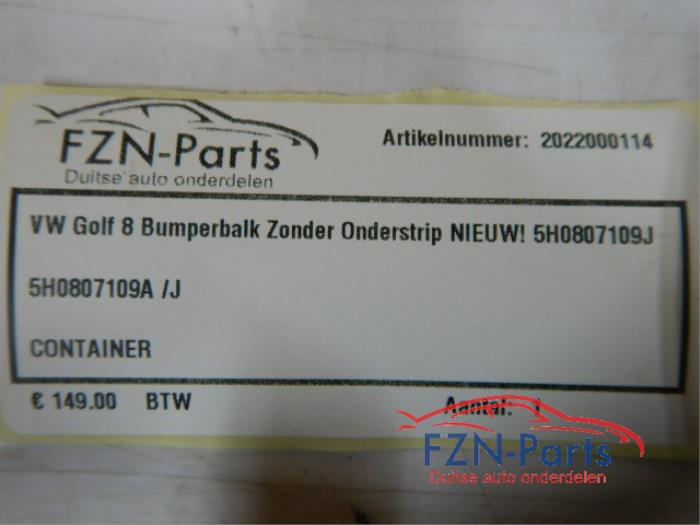 FZN-Parts
Duitse auto onderdelen
Artikelnummer: 2022000114
VW Golf 8 Bumperbalk Zonder Onderstrip NIEUW! 5H0807109J
5H0807109A /J
CONTAINER
€ 149.00 BTW
Aantal: 1
FZN-Parts
Duitse auto onderdelen